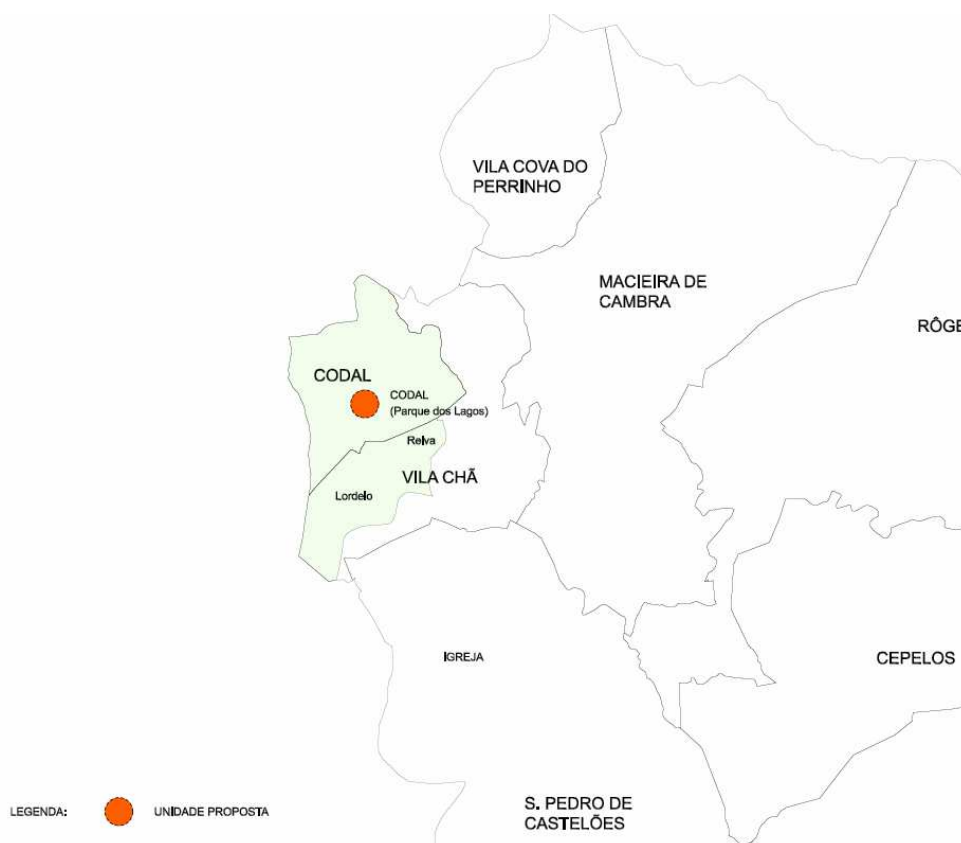 VILA COVA DO
PERRINHO
MACIEIRA DE
CAMBRA
RÔGE
CODAL
CODAL
(Parque dos Lagos)
Relva
VILA CHÃ
Lordelo
IGREJA
CEPELOS
S. PEDRO DE
CASTELÕES
LEGENDA:
UNIDADE PROPOSTA